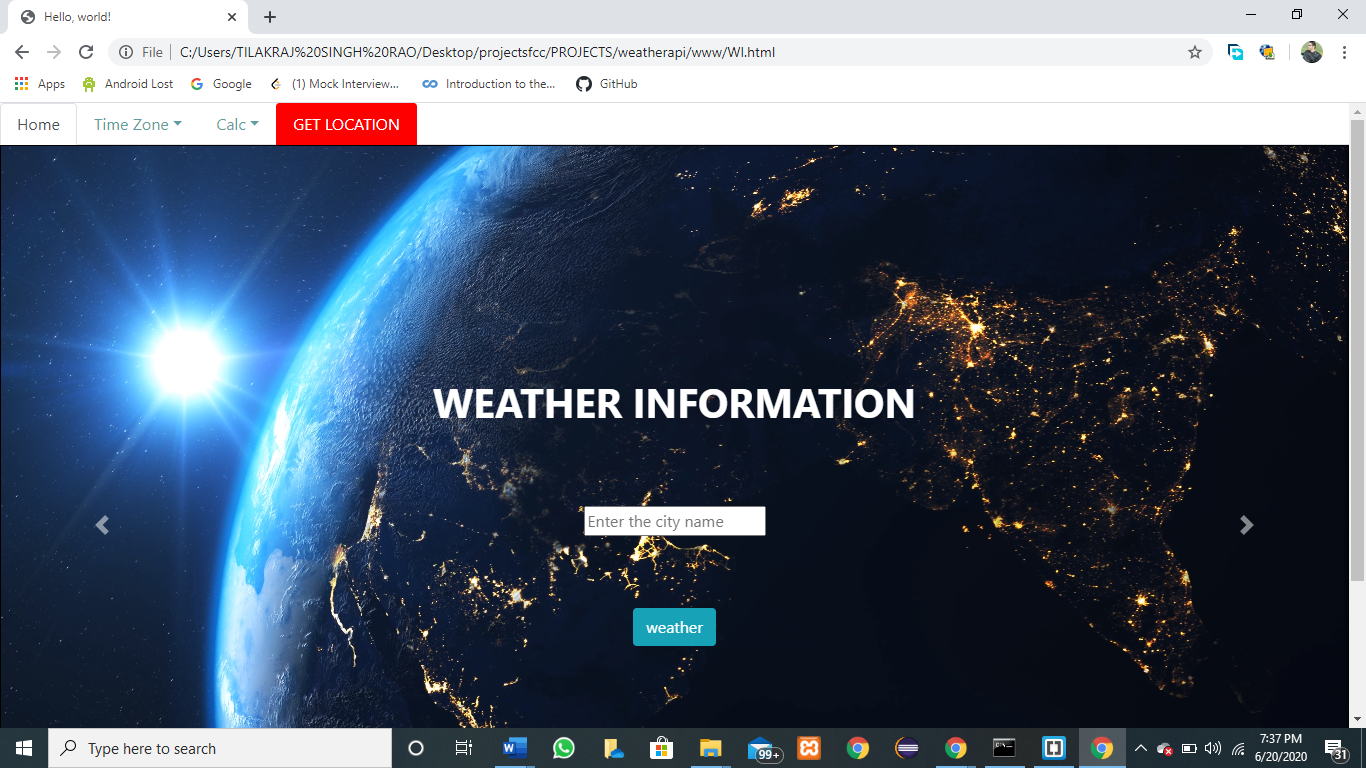 Hello, world!
File | C:/Users/TILAKRAJ%20SINGH%20RAO/Desktop/projectsfcc/PROJECTS/weatherapi/www/WI.html
Apps Android Lost Google (1) Mock Interview... Introduction to the... GitHub
Home Time Zone Calc GET LOCATION
WEATHER INFORMATION
Enter the city name
weather
Type here to search
99+
7:37 PM
6/20/2020
31